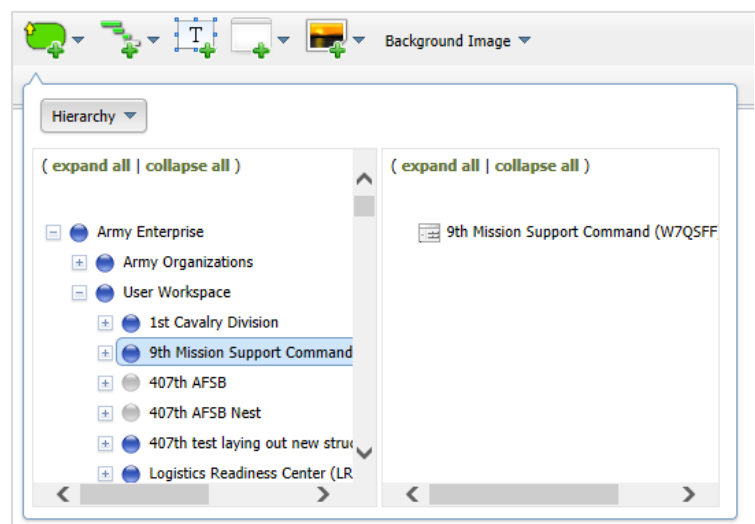 T
Background Image
Hierarchy
( expand all | collapse all )
( expand all | collapse all )
Army Enterprise
9th Mission Support Command (W7QSFF
Army Organizations
User Workspace
1st Cavalry Division
9th Mission Support Command
407th AFSB
407th AFSB Nest
407th test laying out new struc
Logistics Readiness Center (LR